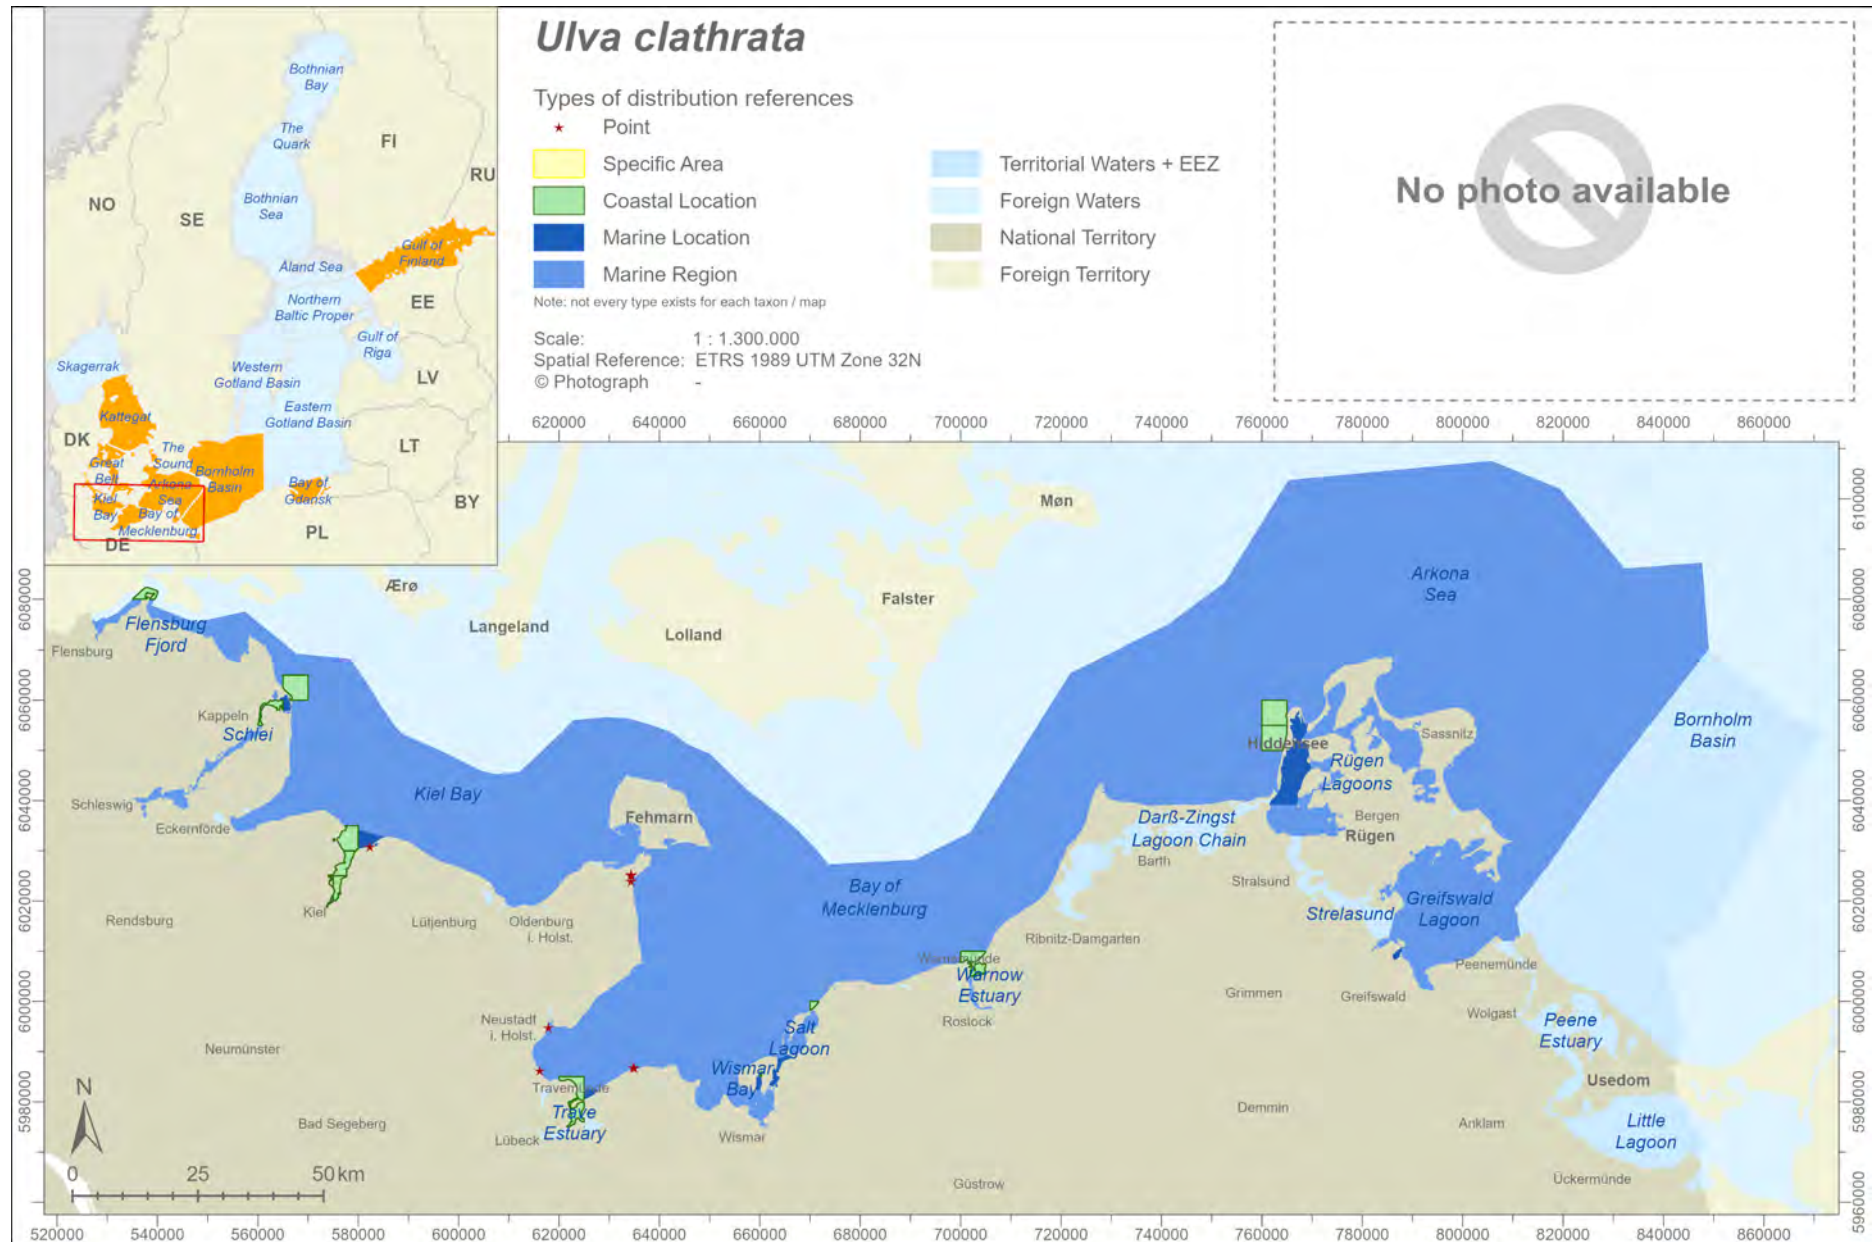 Ulva clathrata
Types of distribution references
Point
Specific Area
Coastal Location
Marine Location
Marine Region
Territorial Waters + EEZ
Foreign Waters
National Territory
Foreign Territory
Note: not every type exists for each taxon / map
Scale: 1 : 1.300.000
Spatial Reference: ETRS 1989 UTM Zone 32N
© Photograph -
No photo available
Bothnian
Bay
The
Quark
FI
RU
NO
SE
Bothnian
Sea
Gulf of
Finland
Åland Sea
Northern
Baltic Proper
EE
Gulf of
Riga
Skagerrak
Western
Gotland Basin
LV
Kattegat
Eastern
Gotland Basin
DK
The
Sound
LT
Great
Belt
Arkona
Sea
Bornholm
Basin
Bay of
Gdansk
Kiel
Bay
Bay of
Mecklenburg
BY
PL
DE
620000 640000 660000 680000 700000 720000 740000 760000 780000 800000 820000 840000 860000
Møn
Ærø
Falster
Langeland
Lolland
Arkona
Sea
Flensburg
Fjord
Flensburg
Kappeln
Schlei
Schleswig
Eckernförde
Kiel Bay
Fehmarn
Hiddensee
Sassnitz
Rügen
Lagoons
Bornholm
Basin
Darß-Zingst
Lagoon Chain
Bergen
Rügen
Barth
Stralsund
Strelasund
Greifswald
Lagoon
Bay of
Mecklenburg
Kiel
Rendsburg
Lütjenburg
Oldenburg
i. Holst.
Ribnitz-Damgarten
Warnemünde
Warnow
Estuary
Rostock
Peenemünde
Grimmen
Greifswald
Wolgast
Peene
Estuary
Neustadt
i. Holst.
Salt
Lagoon
Neumünster
Wismar
Bay
Travemünde
Trave
Estuary
Usedom
Bad Segeberg
Lübeck
Wismar
Demmin
Anklam
Little
Lagoon
Güstrow
Ückermünde
N
0 25 50 km
6080000
6060000
6040000
6020000
6000000
5980000
6100000
6080000
6060000
6040000
6020000
6000000
5980000
5960000
520000 540000 560000 580000 600000 620000 640000 660000 680000 700000 720000 740000 760000 780000 800000 820000 840000 860000